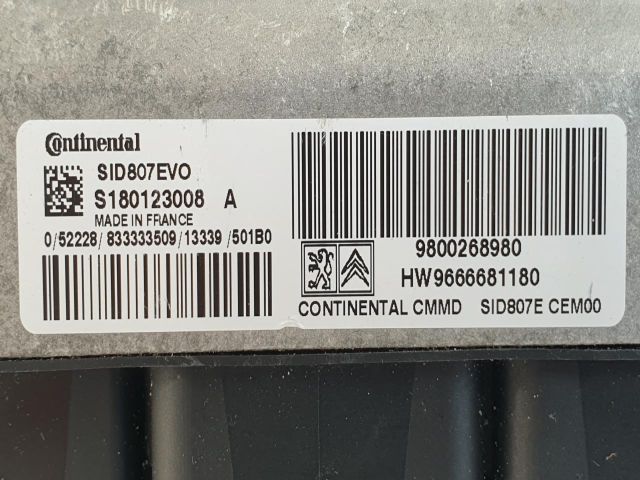 Continental
SID807EVO
S180123008 A
MADE IN FRANCE
0/52228/833333509/13339/501B0
9800268980
HW9666681180
CONTINENTAL CMMD SID807E CEM00